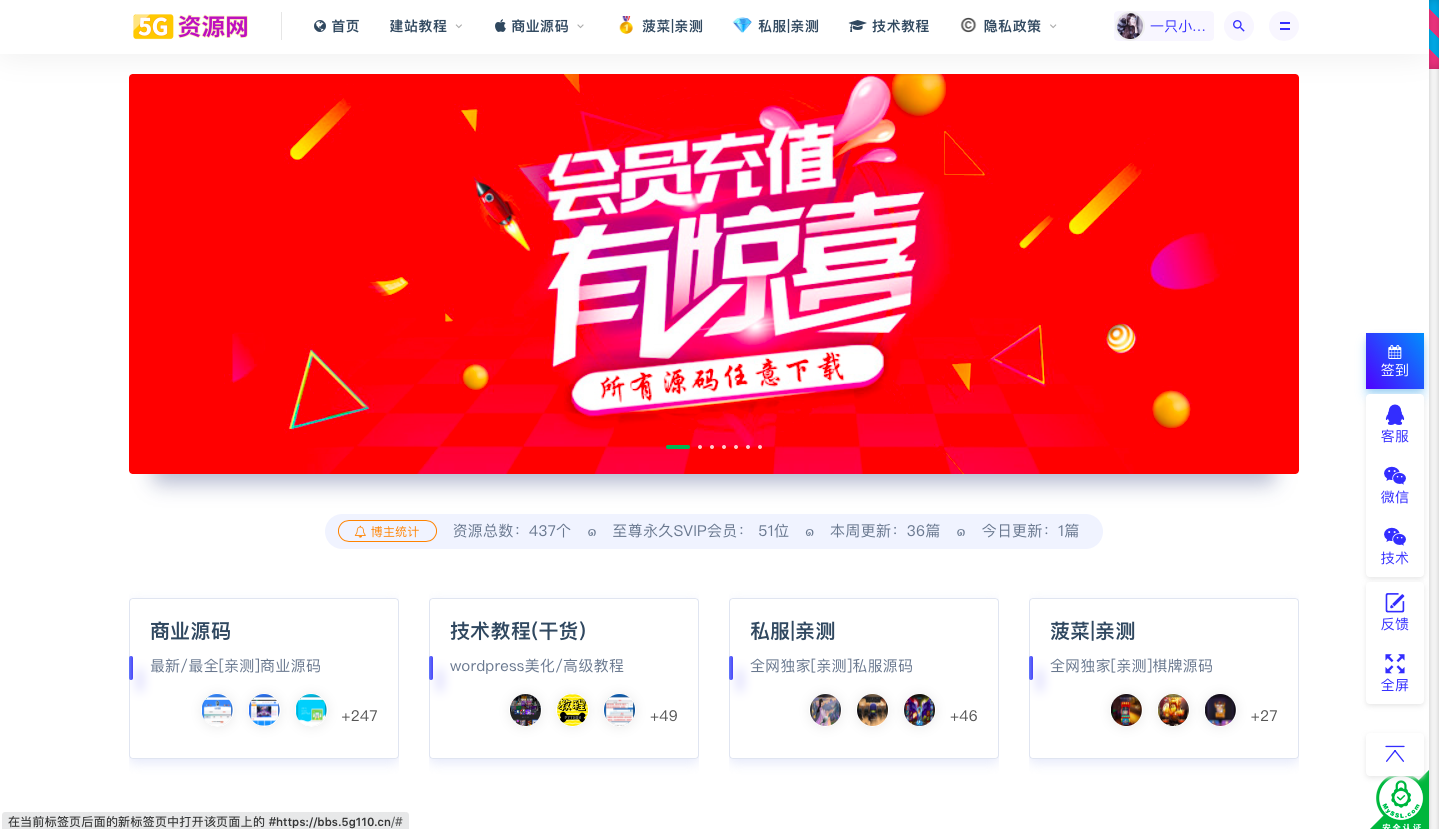 5G 资源网
首页
建站教程
商业源码
菠菜|亲测
私服|亲测
技术教程
隐私政策
一只小...
会员充值
有惊喜
所有源码任意下载
签到
客服
微信
技术
反馈
全屏
博主统计 资源总数：437个 至尊永久SVIP会员： 51位 本周更新：36篇 今日更新：1篇
商业源码
最新/最全[亲测]商业源码
+247
技术教程(干货)
wordpress美化/高级教程
教程
+49
私服|亲测
全网独家[亲测]私服源码
+46
菠菜|亲测
全网独家[亲测]棋牌源码
+27
MySSL.com
安全认证
在当前标签页后面的新标签页中打开该页面上的 #https://bbs.5g110.cn/#